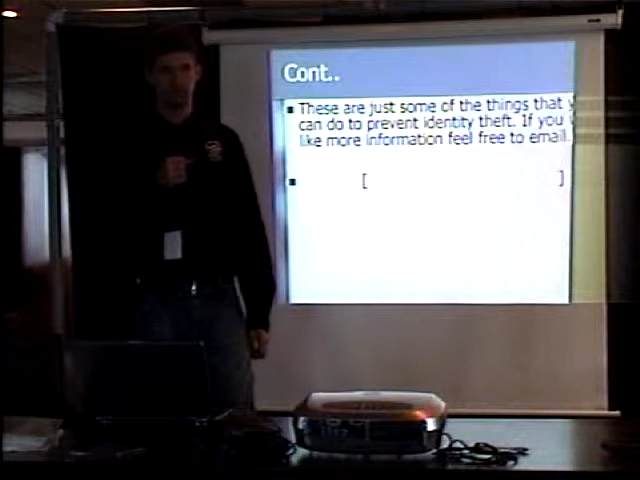 Cont..
These are just some of the things that
can do to prevent identity theft. If you
like more information feel free to email.
[ ]